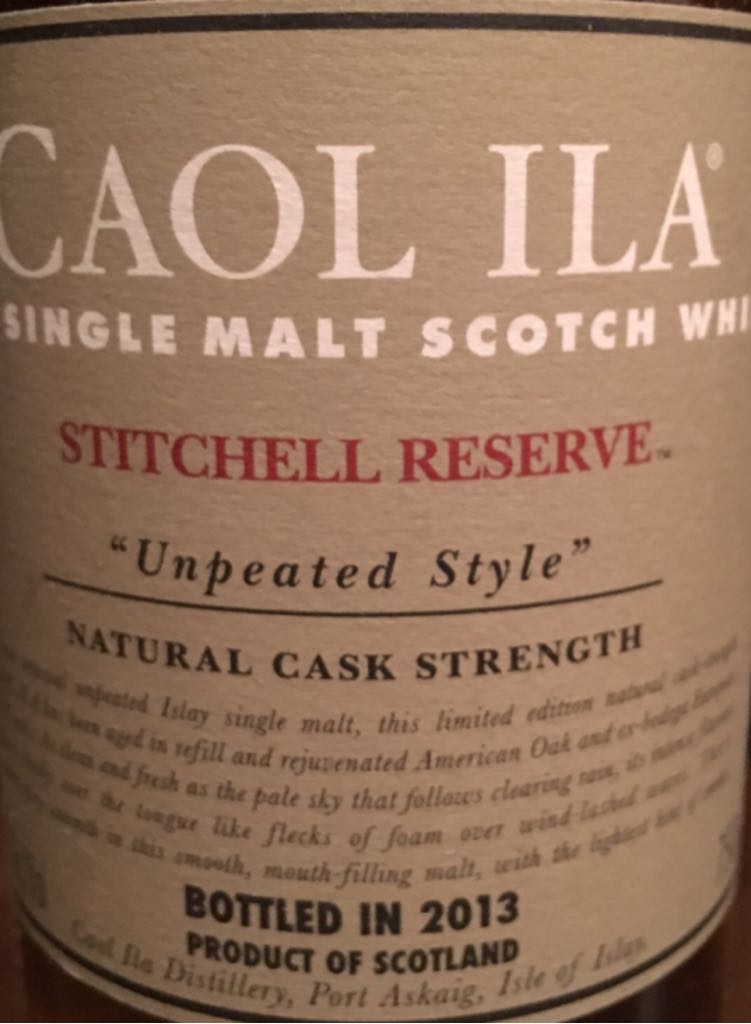 CAOL ILA®
SINGLE MALT SCOTCH WHI
STITCHELL RESERVE™
"Unpeated Style"
NATURAL CASK STRENGTH
unpeated Islay single malt, this limited edition natural cask strength
has been aged in refill and rejuvenated American Oak and ex-bodega
clean and fresh as the pale sky that follows clearing rain, its intense
over the tongue like flecks of foam over wind-lashed
in this smooth, mouth-filling malt, with the lightest hint of
BOTTLED IN 2013
PRODUCT OF SCOTLAND
Caol Ila Distillery, Port Askaig, Isle of Islay.